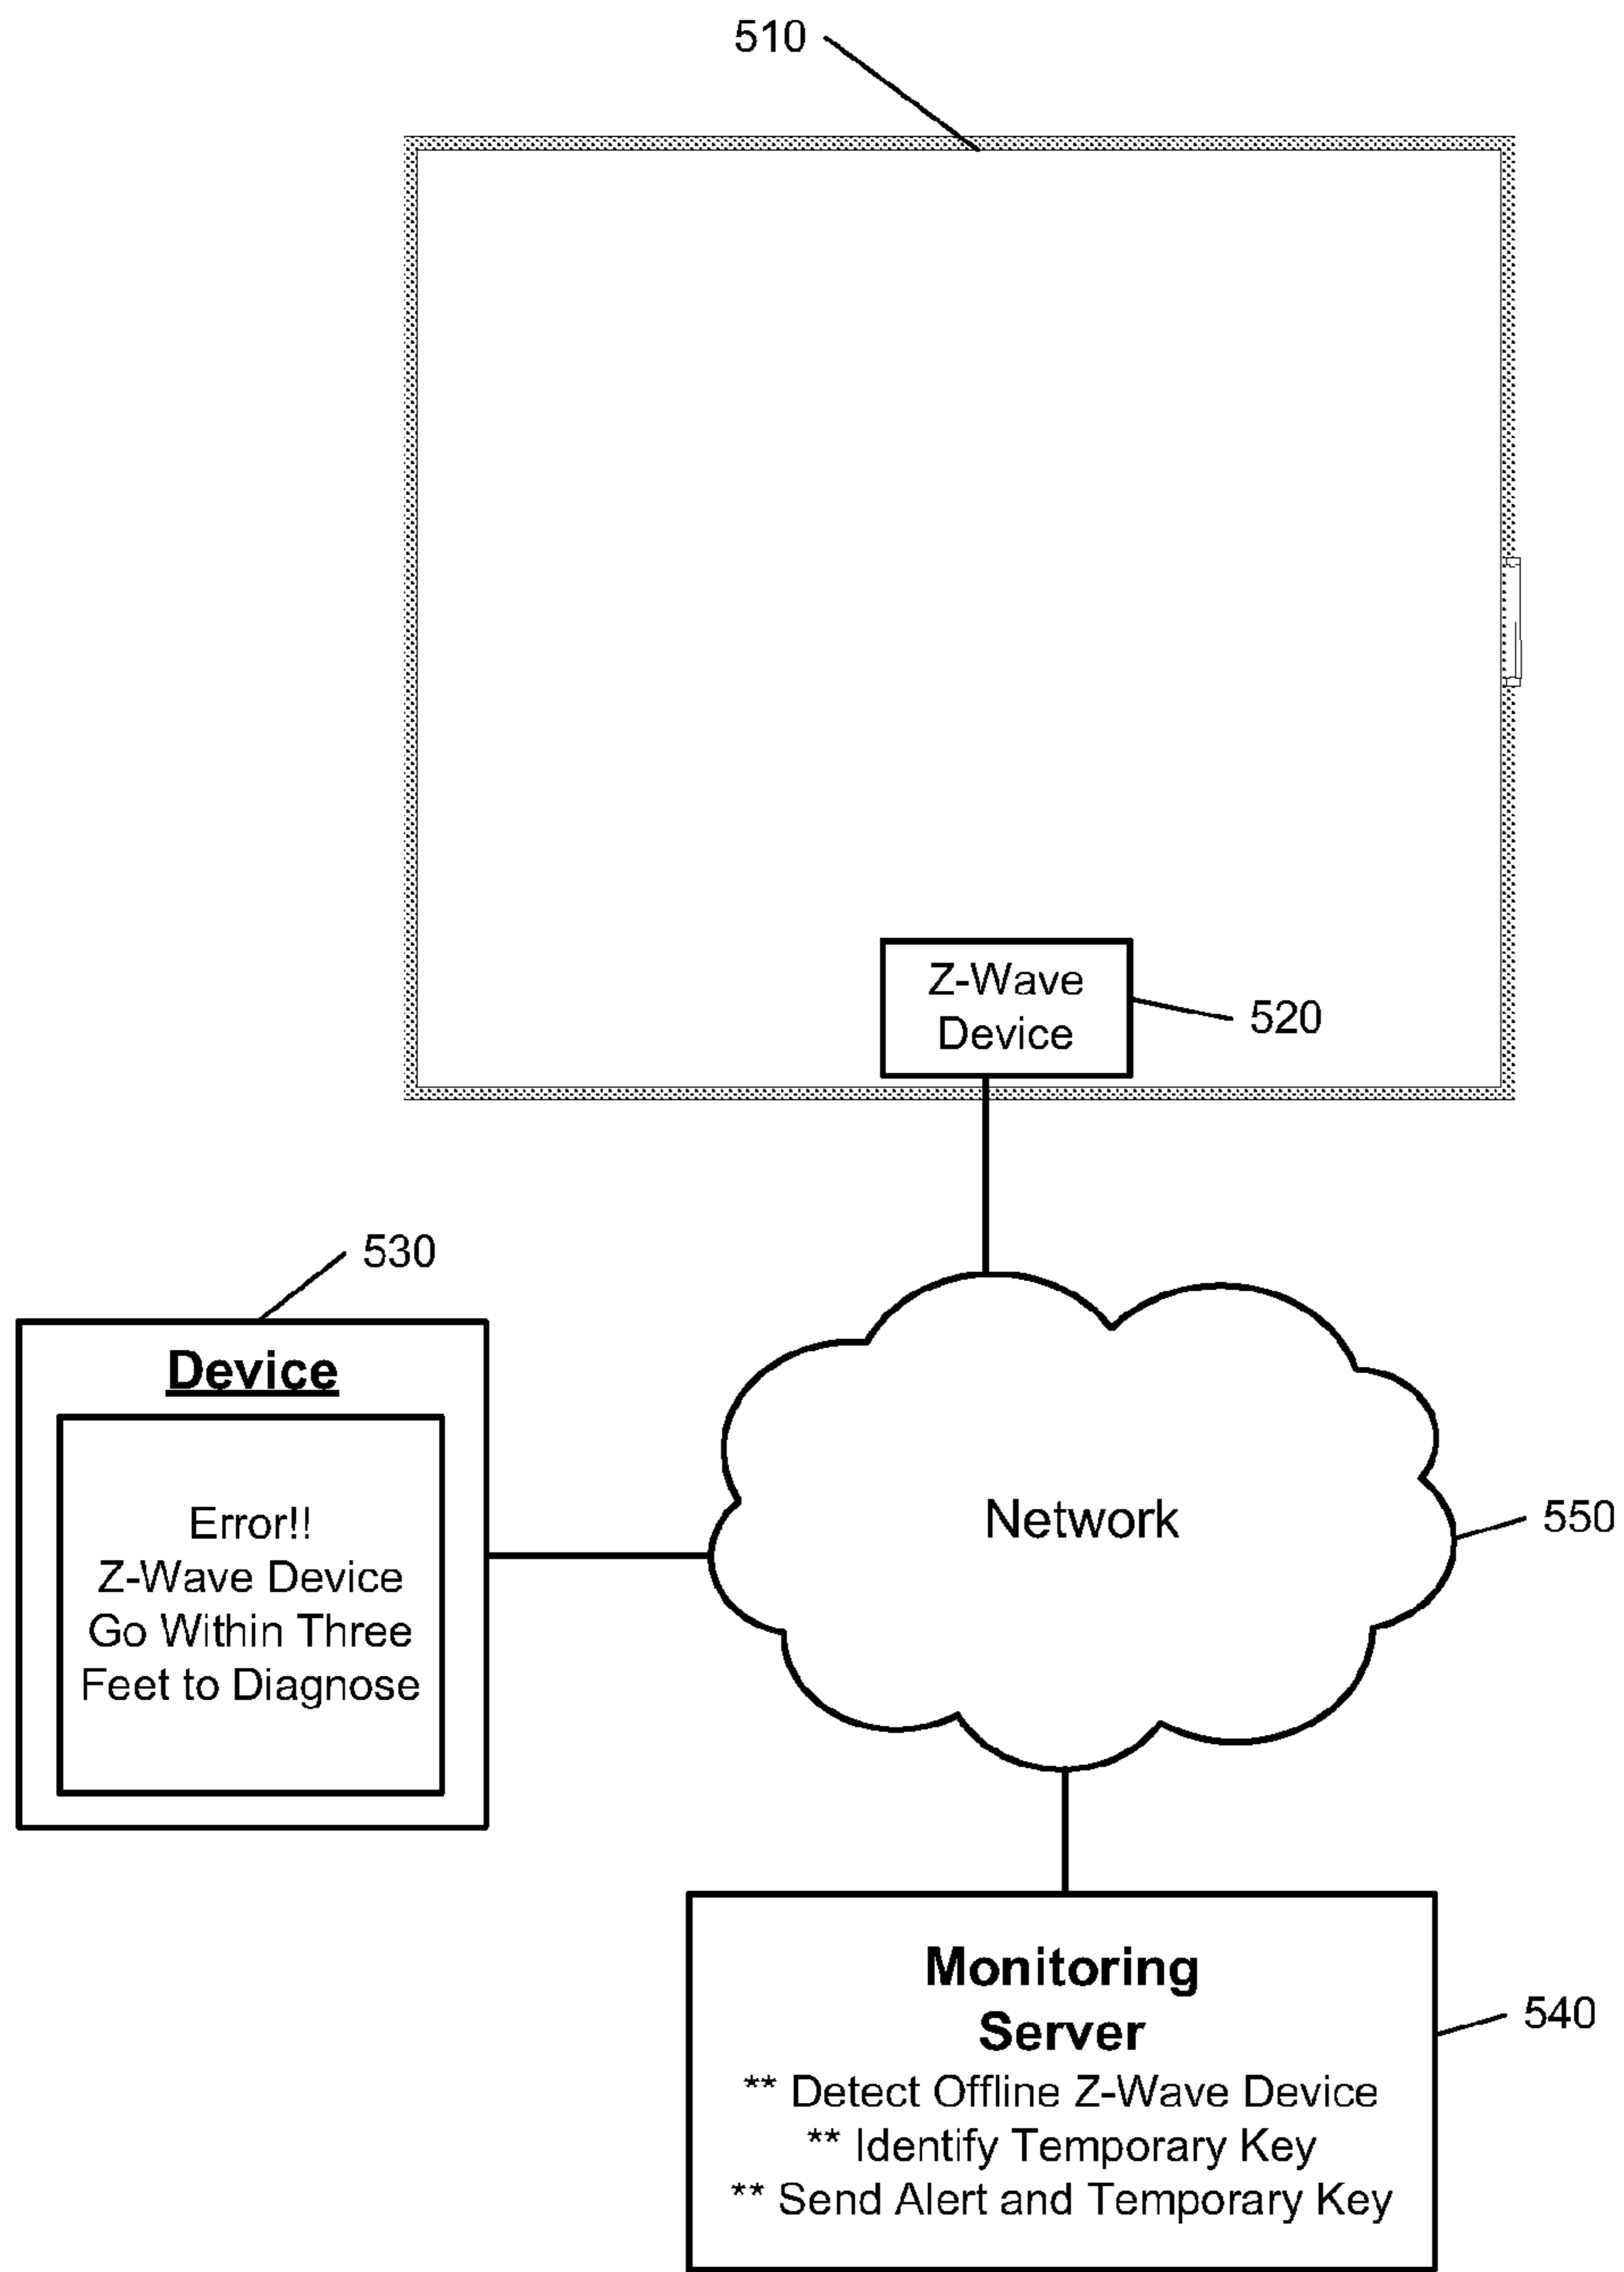 510
Z-Wave
Device
520
530
Device
Error!!
Z-Wave Device
Go Within Three
Feet to Diagnose
Network
550
Monitoring
Server
** Detect Offline Z-Wave Device
** Identify Temporary Key
** Send Alert and Temporary Key
540